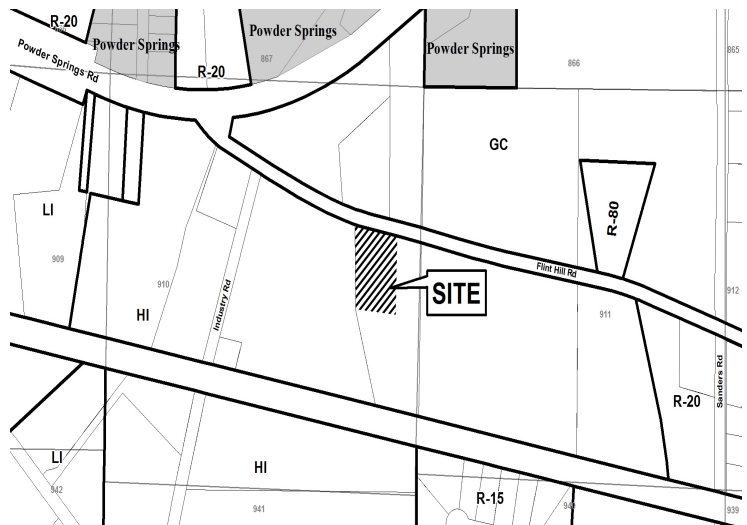 R-20
Powder Springs
Powder Springs
Powder Springs
Powder Springs Rd
R-20
867
866
865
GC
R-80
LI
909
910
HI
Industry Rd
Flint Hill Rd
SITE
911
912
R-20
Sanders Rd
LI
942
HI
941
R-15
939